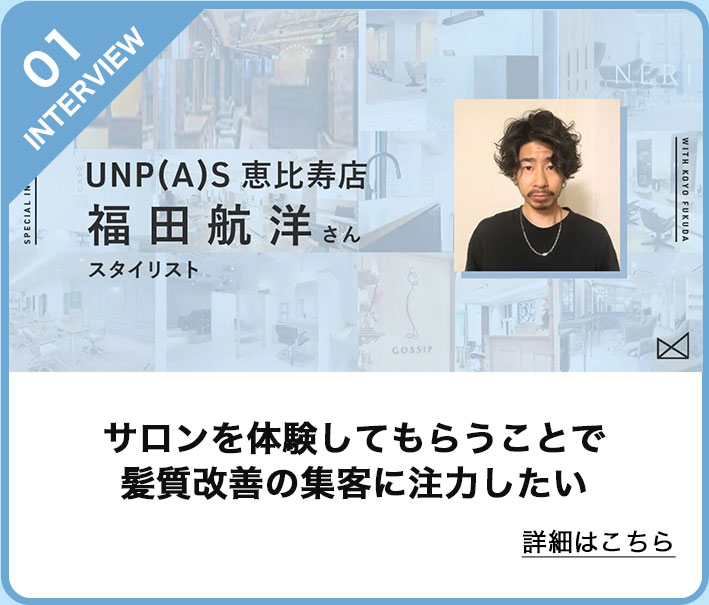 01
INTERVIEW
NERI
SPECIAL IN
UNP(A)S 恵比寿店
福田航洋さん
スタイリスト
WITH KOYO FUKUDA
GOSSIP
サロンを体験してもらうことで
髪質改善の集客に注力したい
詳細はこちら